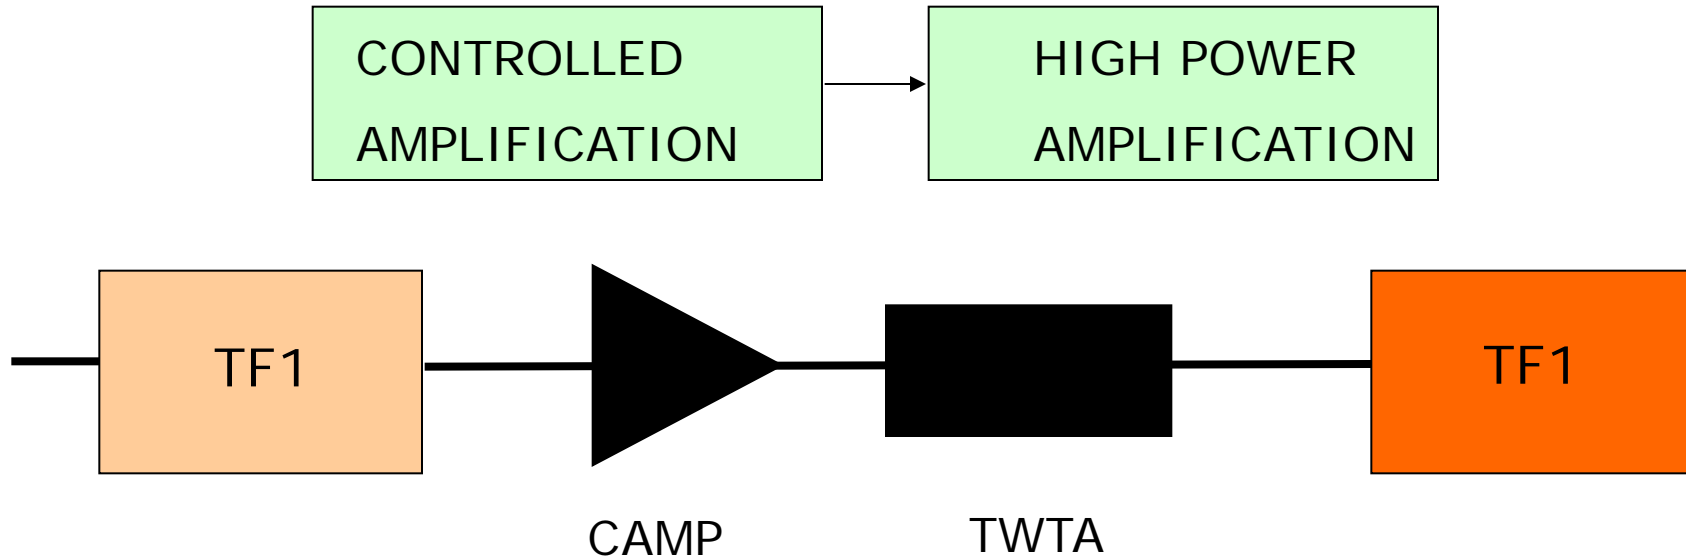 CONTROLLED
AMPLIFICATION
HIGH POWER
AMPLIFICATION
TF1
TF1
CAMP
TWTA